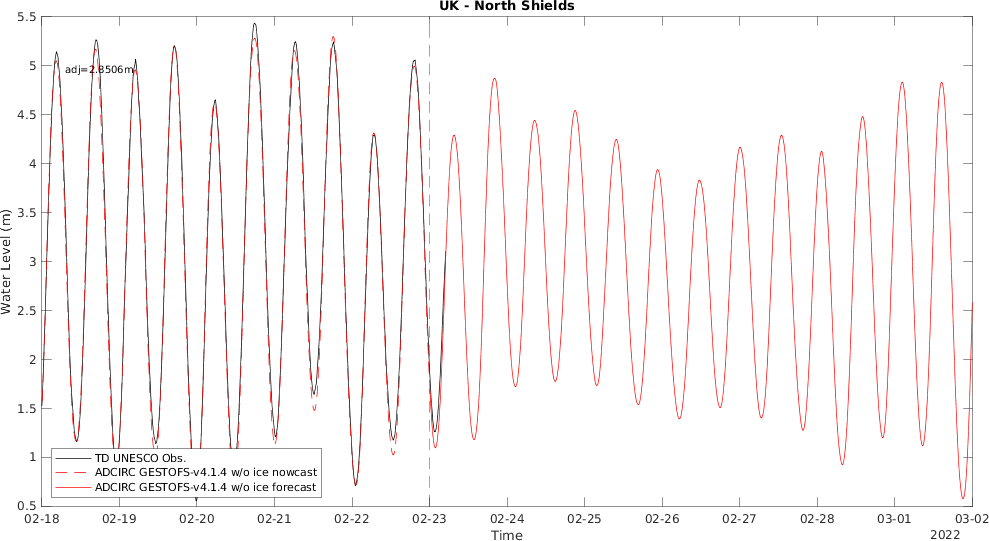 UK - North Shields
5.5
5
4.5
4
3.5
3
2.5
2
1.5
1
0.5
Water Level (m)
adj=2.8506m
TD UNESCO Obs.
ADCIRC GESTOFS-v4.1.4 w/o ice nowcast
ADCIRC GESTOFS-v4.1.4 w/o ice forecast
02-18 02-19 02-20 02-21 02-22 02-23 02-24 02-25 02-26 02-27 02-28 03-01 03-02
Time
2022